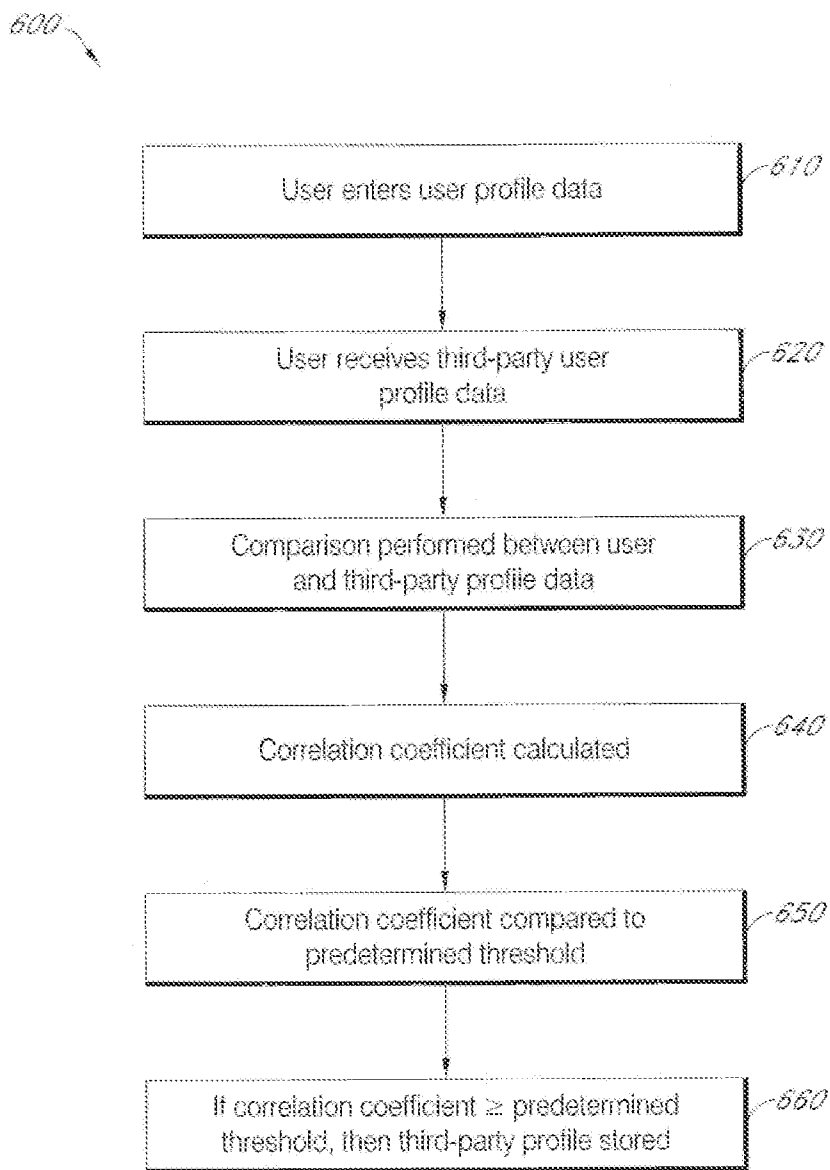 600
User enters user profile data
610
User receives third-party user
profile data
620
Comparison performed between user
and third-party profile data
630
Correlation coefficient calculated
640
Correlation coefficient compared to
predetermined threshold
650
If correlation coefficient ≥ predetermined
threshold, then third-party profile stored
660